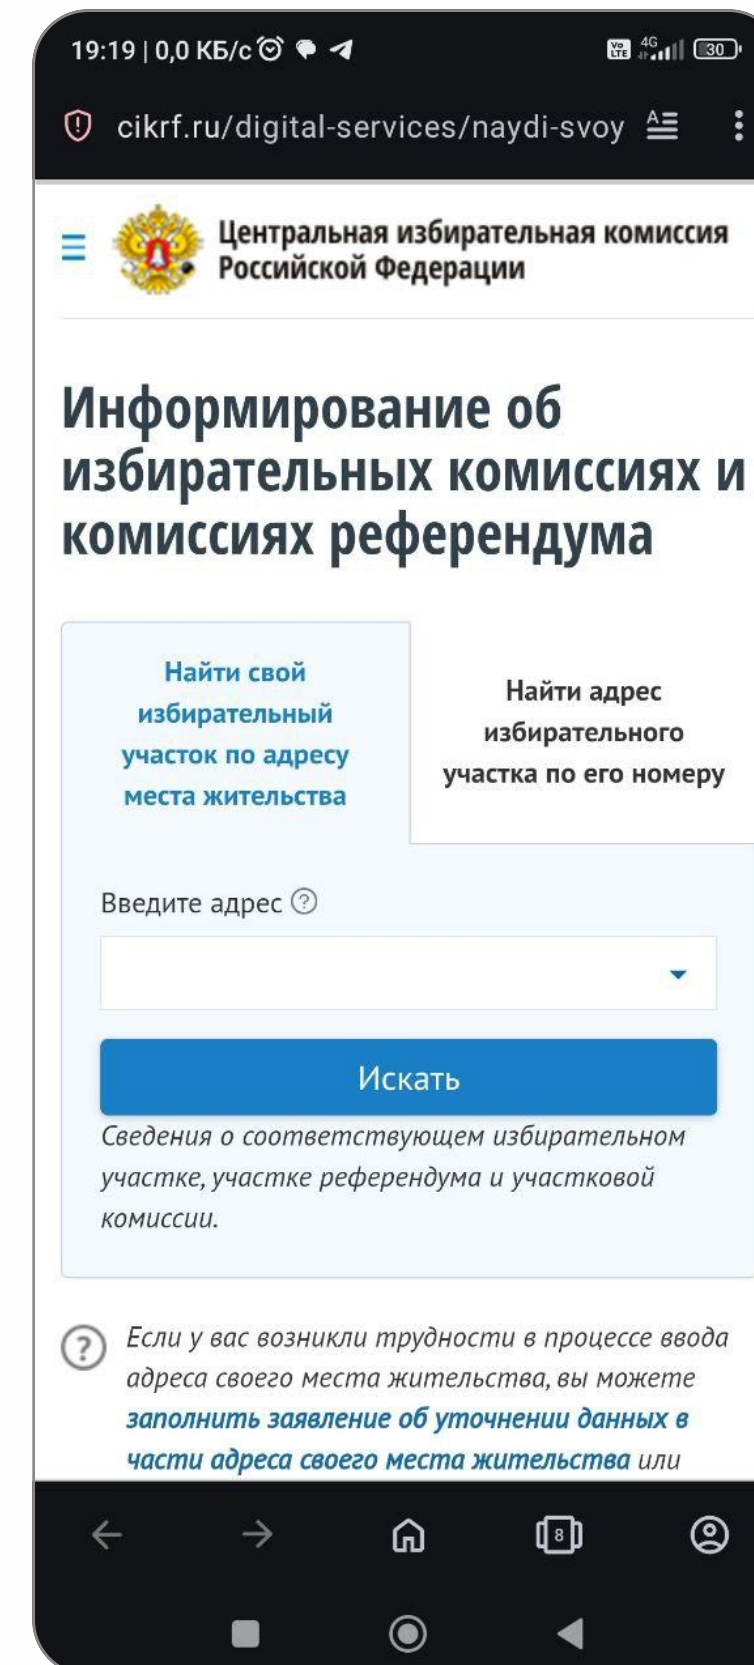 19:19 | 0,0 КБ/с
Vo LTE 4G 30
cikrf.ru/digital-services/naydi-svoy
Центральная избирательная комиссия
Российской Федерации
Информирование об
избирательных комиссиях и
комиссиях референдума
Найти свой
избирательный
участок по адресу
места жительства
Найти адрес
избирательного
участка по его номеру
Введите адрес ?
Искать
Сведения о соответствующем избирательном
участке, участке референдума и участковой
комиссии.
? Если у вас возникли трудности в процессе ввода
адреса своего места жительства, вы можете
заполнить заявление об уточнении данных в
части адреса своего места жительства или
8